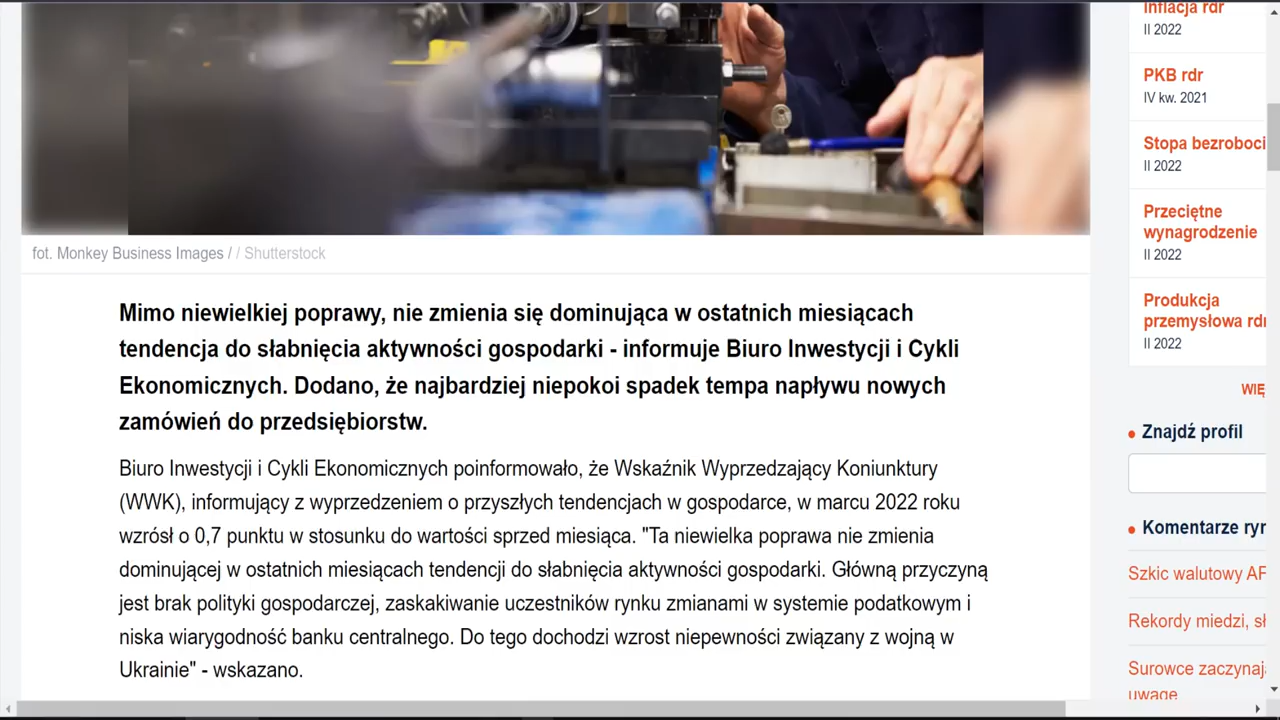 fot. Monkey Business Images / / Shutterstock
Mimo niewielkiej poprawy, nie zmienia się dominująca w ostatnich miesiącach
tendencja do słabnięcia aktywności gospodarki - informuje Biuro Inwestycji i Cykli
Ekonomicznych. Dodano, że najbardziej niepokoi spadek tempa napływu nowych
zamówień do przedsiębiorstw.
Biuro Inwestycji i Cykli Ekonomicznych poinformowało, że Wskaźnik Wyprzedzający Koniunktury
(WWK), informujący z wyprzedzeniem o przyszłych tendencjach w gospodarce, w marcu 2022 roku
wzrósł o 0,7 punktu w stosunku do wartości sprzed miesiąca. "Ta niewielka poprawa nie zmienia
dominującej w ostatnich miesiącach tendencji do słabnięcia aktywności gospodarki. Główną przyczyną
jest brak polityki gospodarczej, zaskakiwanie uczestników rynku zmianami w systemie podatkowym i
niska wiarygodność banku centralnego. Do tego dochodzi wzrost niepewności związany z wojną w
Ukrainie" - wskazano.
Inflacja rdr
II 2022
PKB rdr
IV kw. 2021
Stopa bezroboci
II 2022
Przeciętne
wynagrodzenie
II 2022
Produkcja
przemysłowa rdr
II 2022
WIĘ
Znajdź profil
Komentarze ryn
Szkic walutowy
Rekordy miedzi,
Surowce zaczynaj
uwagę